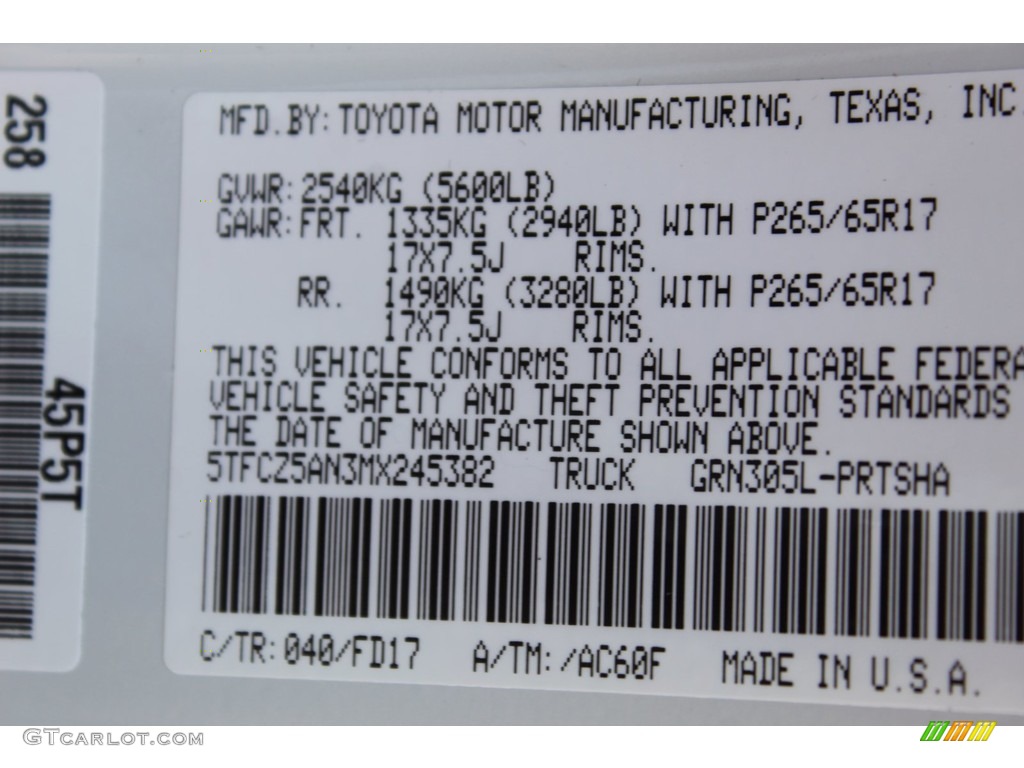 258
45P5T
MFD.BY:TOYOTA MOTOR MANUFACTURING, TEXAS, INC.
GVWR:2540KG (5600LB)
GAWR:FRT. 1335KG (2940LB) WITH P265/65R17
17X7.5J RIMS.
RR. 1490KG (3280LB) WITH P265/65R17
17X7.5J RIMS.
THIS VEHICLE CONFORMS TO ALL APPLICABLE FEDERA
VEHICLE SAFETY AND THEFT PREVENTION STANDARDS
THE DATE OF MANUFACTURE SHOWN ABOVE.
5TFCZ5AN3MX245382 TRUCK GRN305L-PRTSHA
C/TR:040/FD17 A/TM:/AC60F MADE IN U.S.A.
GTCARLOT.COM